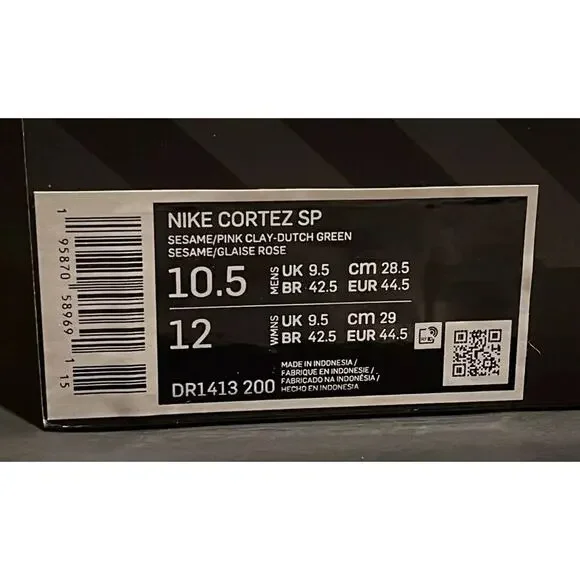 NIKE CORTEZ SP
SESAME/PINK CLAY-DUTCH GREEN
SESAME/GLAISE ROSE
10.5 MENS UK 9.5 cm 28.5
BR 42.5 EUR 44.5
12 WMNS UK 9.5 cm 29
BR 42.5 EUR 44.5
DR1413 200
MADE IN INDONESIA/
FABRIQUE EN INDONESIE/
FABRICADO NA INDONÉSIA/
HECHO EN INDONESIA
1 95870 58969 115